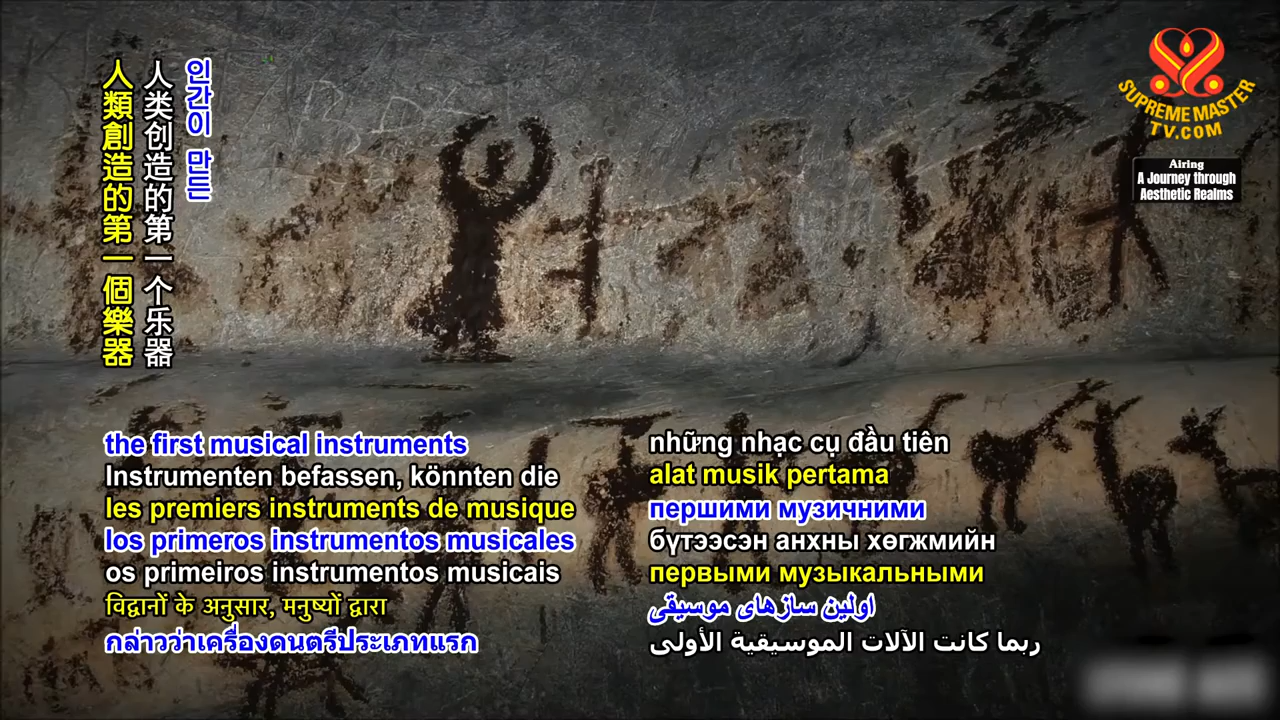 人類創造的第一個樂器
人类创造的第一个乐器
인간이 만든
SUPREME MASTER
TV.COM
Airing
A Journey through
Aesthetic Realms
the first musical instruments
Instrumenten befassen, könnten die
les premiers instruments de musique
los primeros instrumentos musicales
os primeiros instrumentos musicais
विद्वानों के अनुसार, मनुष्यों द्वारा
กล่าวว่าเครื่องดนตรีประเภทแรก
những nhạc cụ đầu tiên
alat musik pertama
першими музичними
бүтээсэн анхны хөгжмийн
первыми музыкальными
اولین سازهای موسیقی
ربما كانت الآلات الموسيقية الأولى